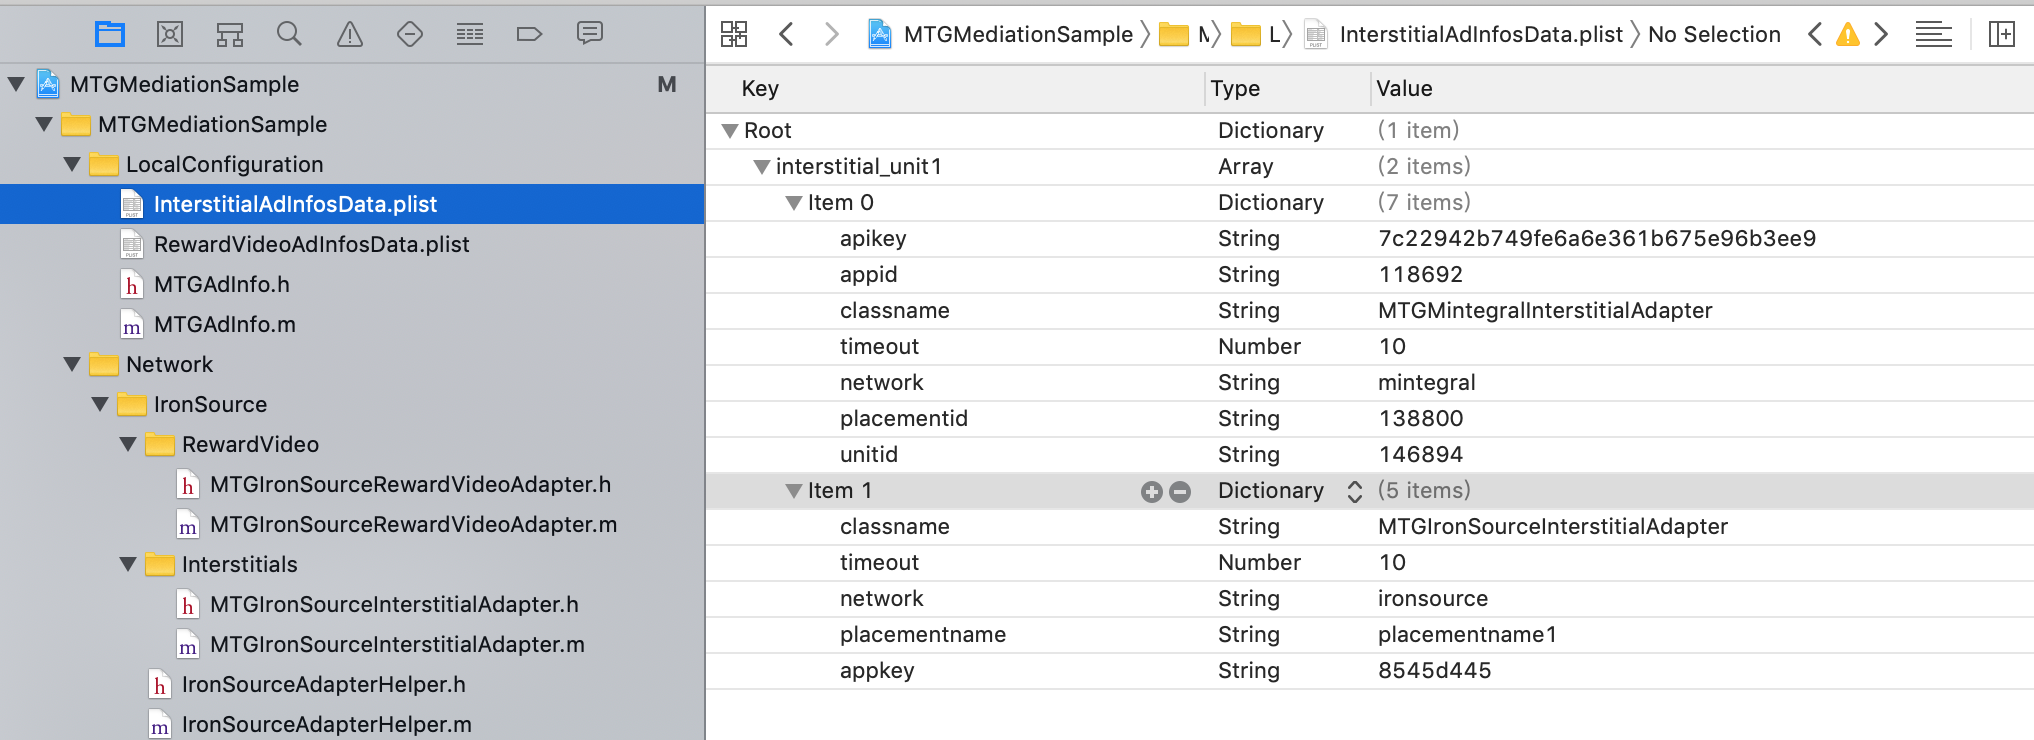 MTGMediationSample M
MTGMediationSample
LocalConfiguration
InterstitialAdInfosData.plist
RewardVideoAdInfosData.plist
h MTGAdInfo.h
m MTGAdInfo.m
Network
IronSource
RewardVideo
h MTGIronSourceRewardVideoAdapter.h
m MTGIronSourceRewardVideoAdapter.m
Interstitials
h MTGIronSourceInterstitialAdapter.h
m MTGIronSourceInterstitialAdapter.m
h IronSourceAdapterHelper.h
m IronSourceAdapterHelper.m
MTGMediationSample M L InterstitialAdInfosData.plist No Selection
Key Type Value
Root Dictionary (1 item)
interstitial_unit1 Array (2 items)
Item 0 Dictionary (7 items)
apikey String 7c22942b749fe6a6e361b675e96b3ee9
appid String 118692
classname String MTGMintegralInterstitialAdapter
timeout Number 10
network String mintegral
placementid String 138800
unitid String 146894
Item 1 Dictionary (5 items)
classname String MTGIronSourceInterstitialAdapter
timeout Number 10
network String ironsource
placementname String placementname1
appkey String 8545d445